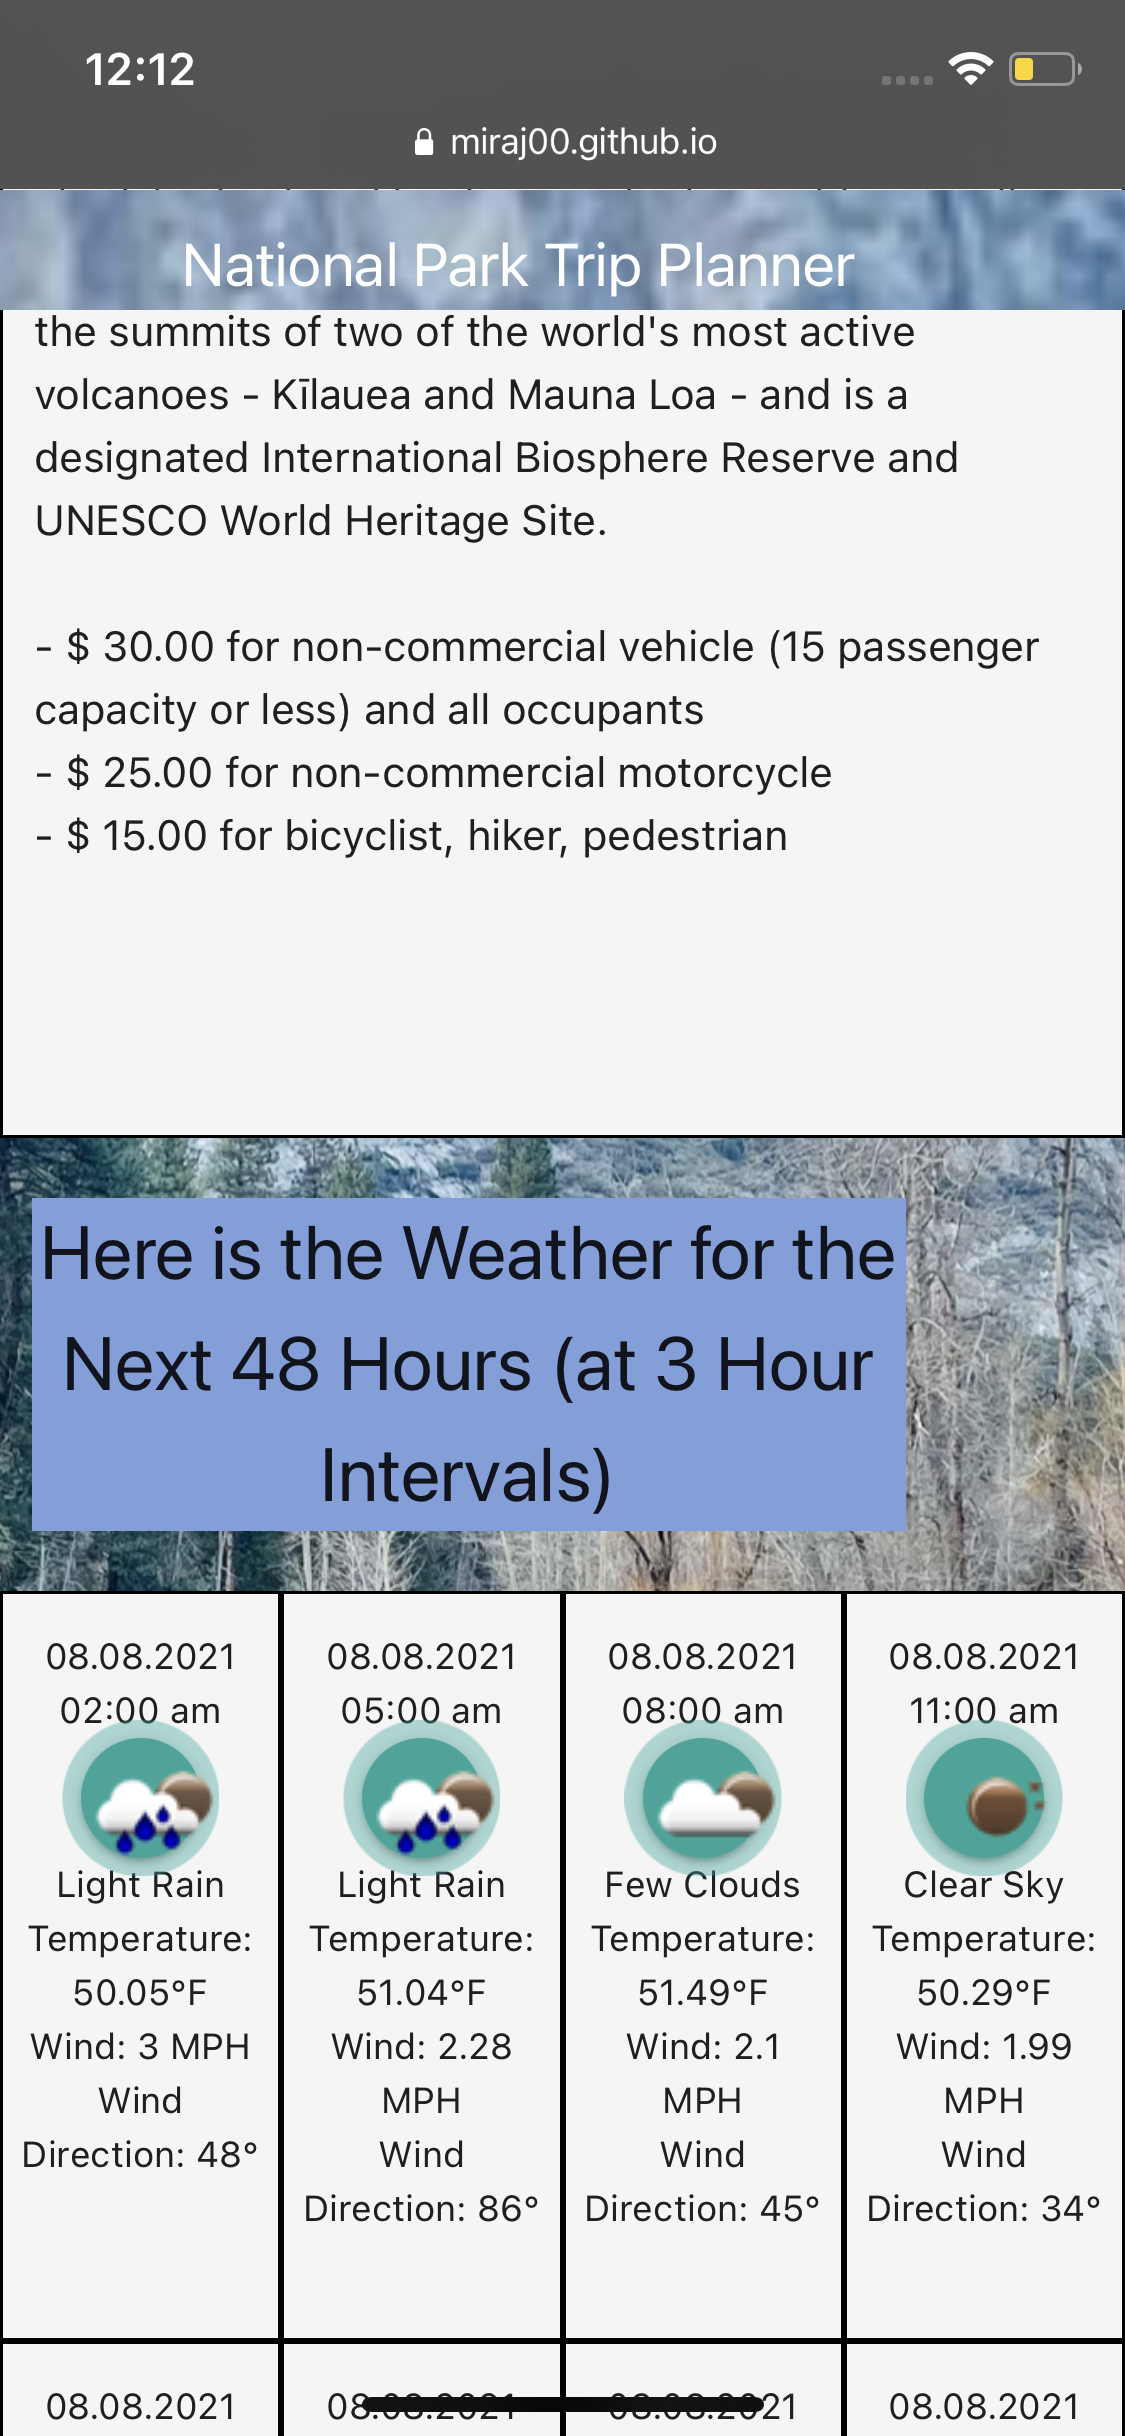 12:12
miraj00.github.io
National Park Trip Planner
the summits of two of the world's most active
volcanoes - Kīlauea and Mauna Loa - and is a
designated International Biosphere Reserve and
UNESCO World Heritage Site.
- $ 30.00 for non-commercial vehicle (15 passenger
capacity or less) and all occupants
- $ 25.00 for non-commercial motorcycle
- $ 15.00 for bicyclist, hiker, pedestrian
Here is the Weather for the
Next 48 Hours (at 3 Hour
Intervals)
08.08.2021
02:00 am
Light Rain
Temperature:
50.05°F
Wind: 3 MPH
Wind
Direction: 48°
08.08.2021
05:00 am
Light Rain
Temperature:
51.04°F
Wind: 2.28
MPH
Wind
Direction: 86°
08.08.2021
08:00 am
Few Clouds
Temperature:
51.49°F
Wind: 2.1
MPH
Wind
Direction: 45°
08.08.2021
11:00 am
Clear Sky
Temperature:
50.29°F
Wind: 1.99
MPH
Wind
Direction: 34°
08.08.2021
08.08.2021
08.08.2021
08.08.2021